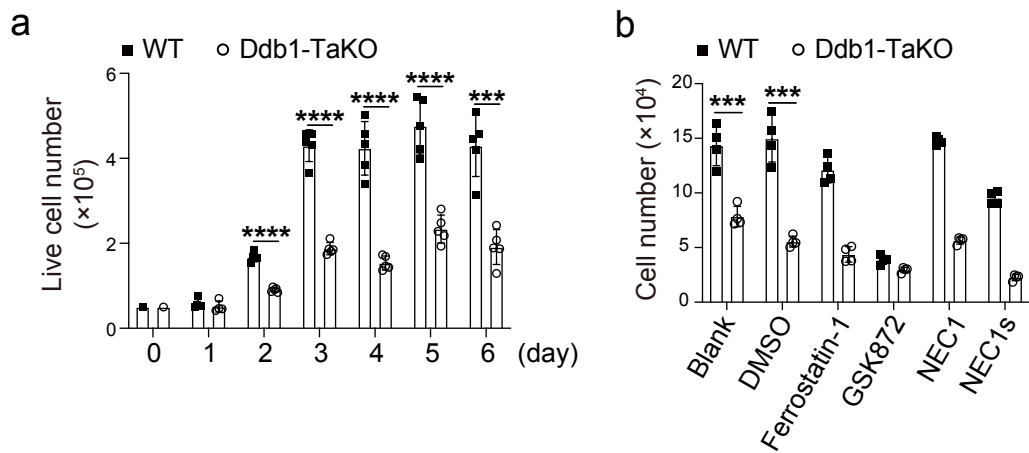 a
■ WT ○ Ddb1-TaKO
Live cell number
(×10⁵)
6
4
2
0
****
****
****
****
***
0 1 2 3 4 5 6 (day)
b
■ WT ○ Ddb1-TaKO
Cell number (×10⁴)
20
15
10
5
0
***
***
Blank
DMSO
Ferrostatin-1
GSK872
NEC1
NEC1s